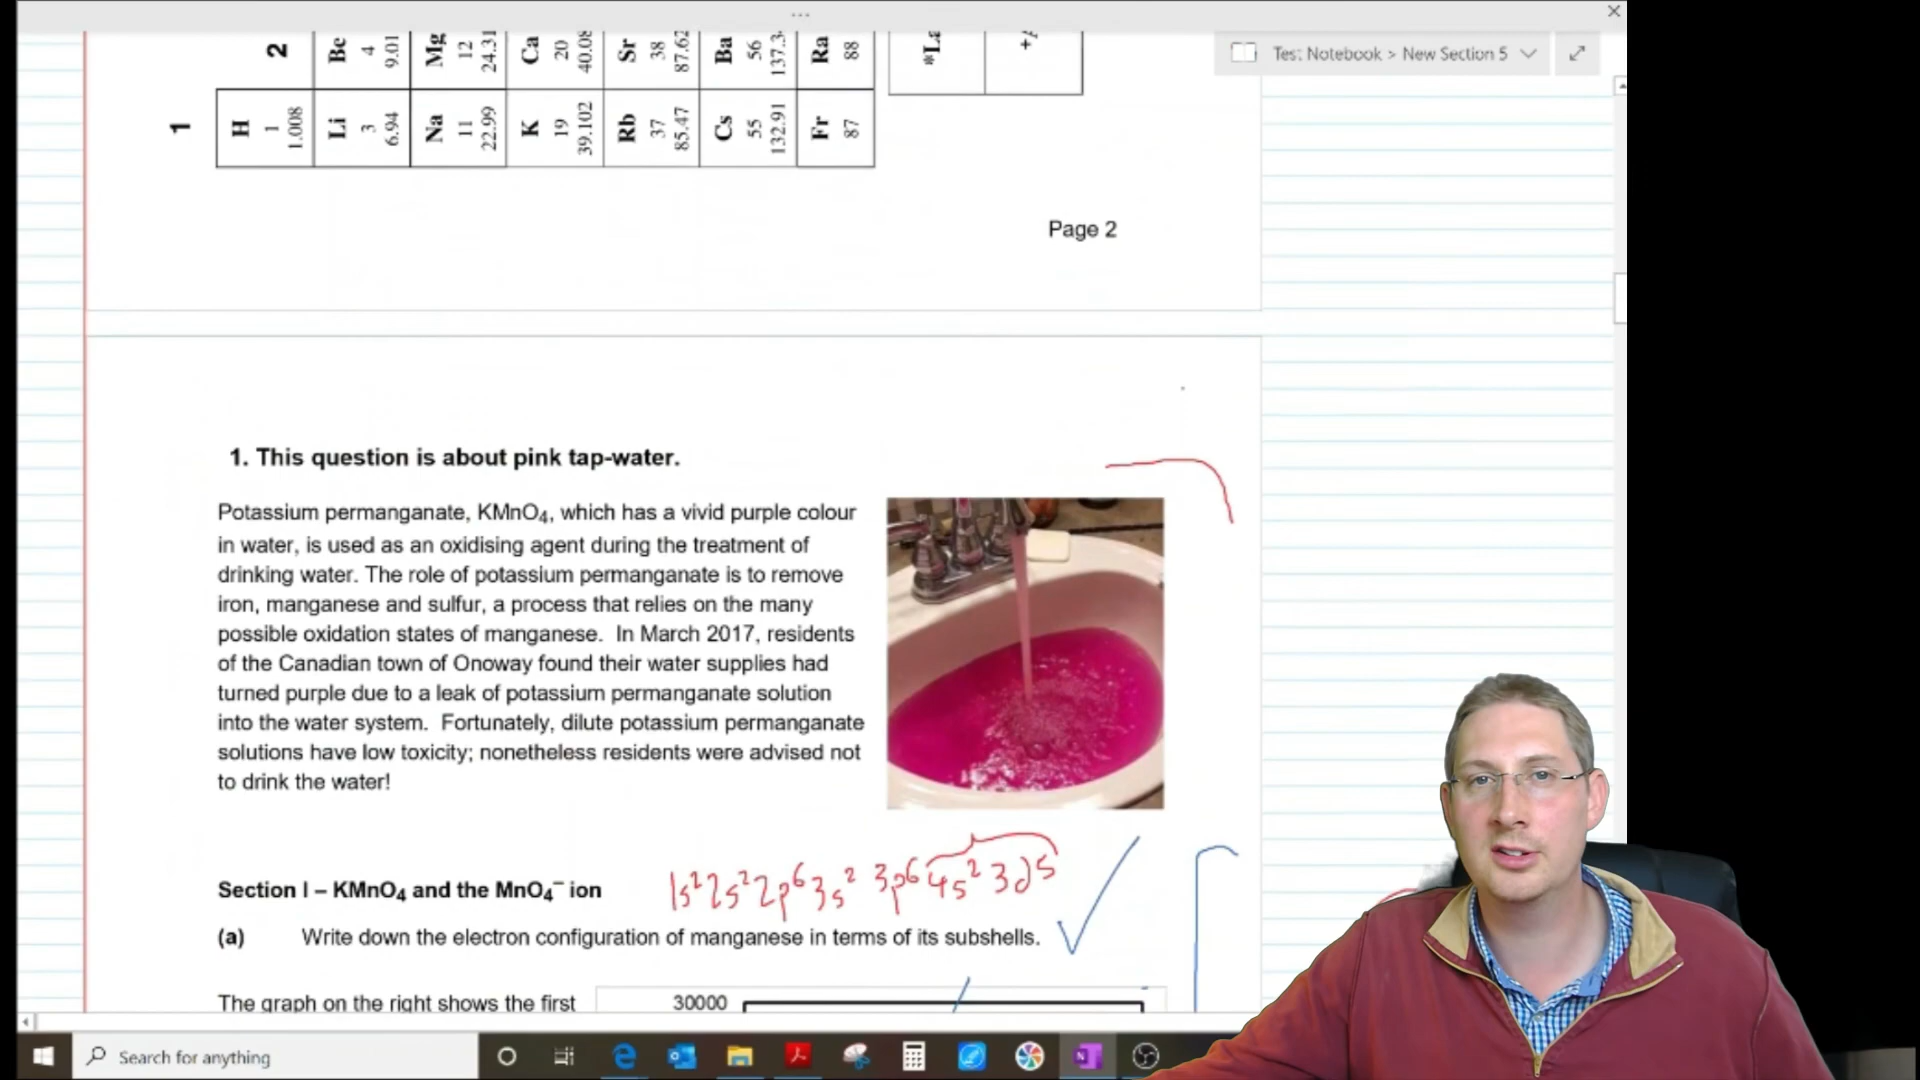 ...
Test Notebook > New Section 5
2
Be
4
9.01
Mg
12
24.31
Ca
20
40.08
Sr
38
87.62
Ba
56
137.3
Ra
88
*La
+A
1
H
1
1.008
Li
3
6.94
Na
11
22.99
K
19
39.102
Rb
37
85.47
Cs
55
132.91
Fr
87
Page 2
1. This question is about pink tap-water.
Potassium permanganate, KMnO₄, which has a vivid purple colour
in water, is used as an oxidising agent during the treatment of
drinking water. The role of potassium permanganate is to remove
iron, manganese and sulfur, a process that relies on the many
possible oxidation states of manganese. In March 2017, residents
of the Canadian town of Onoway found their water supplies had
turned purple due to a leak of potassium permanganate solution
into the water system. Fortunately, dilute potassium permanganate
solutions have low toxicity; nonetheless residents were advised not
to drink the water!
1s² 2s² 2p⁶ 3s² 3p⁶ 4s² 3d⁵
Section I – KMnO₄ and the MnO₄⁻ ion
(a) Write down the electron configuration of manganese in terms of its subshells.
The graph on the right shows the first
30000
Search for anything